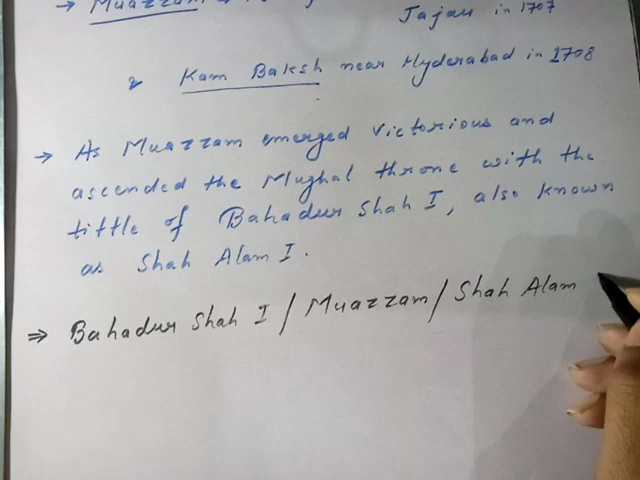 → Muazzam →
Jajau in 1707
& Kam Baksh near Hyderabad in 1708
→ As Muazzam emerged victorious and
ascended the Mughal throne with the
tittle of Bahadur Shah I, also known
as Shah Alam I.
⇒ Bahadur Shah I / Muazzam / Shah Alam